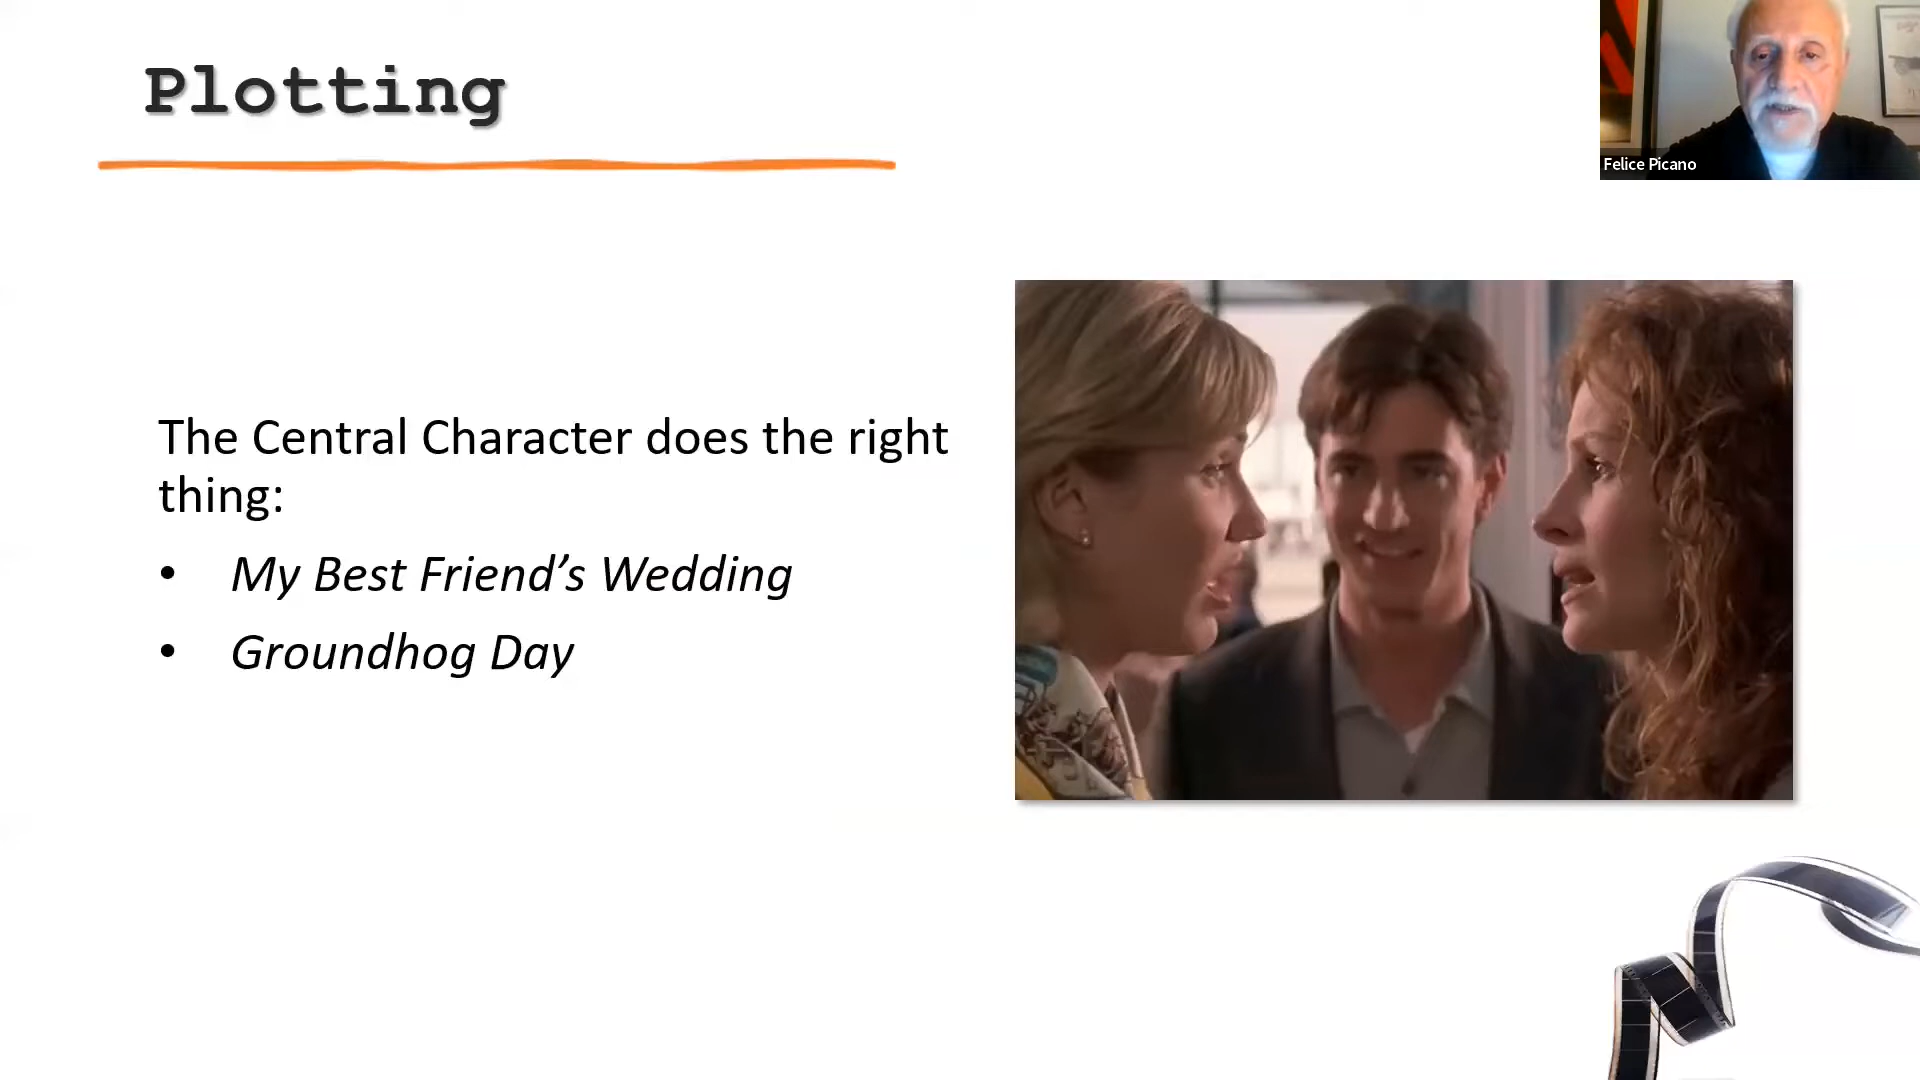 Plotting
Felice Picano
The Central Character does the right
thing:
• My Best Friend’s Wedding
• Groundhog Day